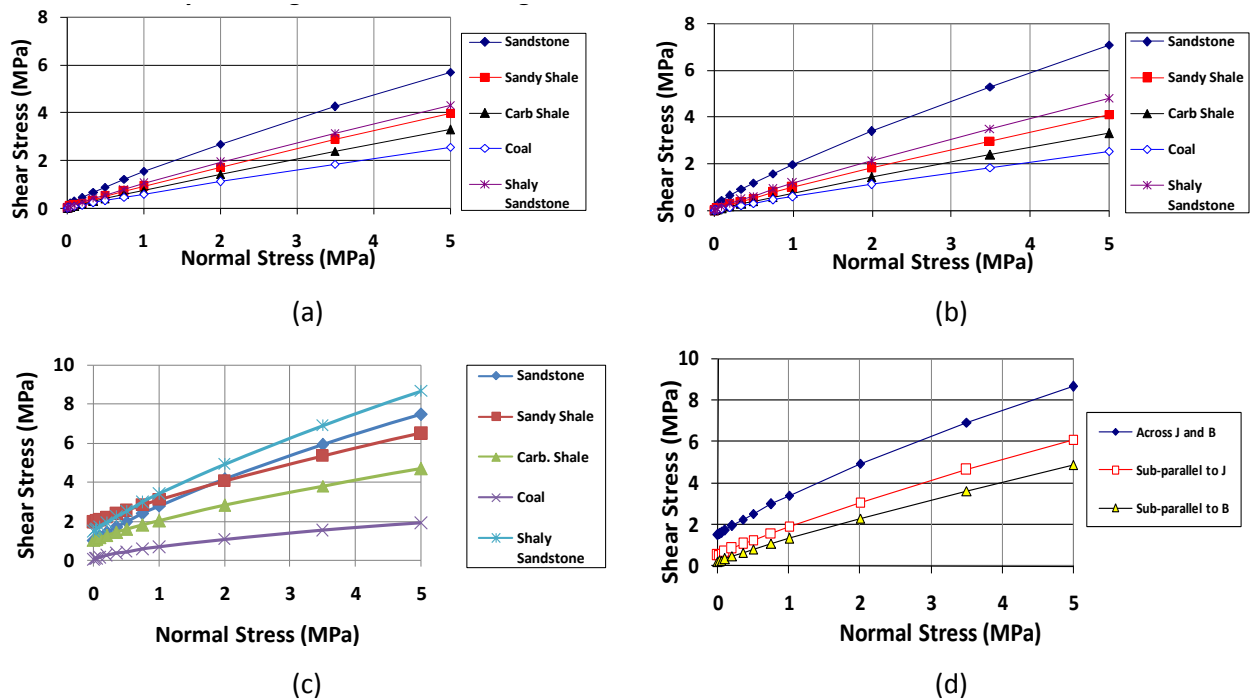 8
6
4
2
0
Shear Stress (MPa)
0 1 2 3 4 5
Normal Stress (MPa)
Sandstone
Sandy Shale
Carb Shale
Coal
Shaly
Sandstone
(a)
8
6
4
2
0
Shear Stress (MPa)
0 1 2 3 4 5
Normal Stress (MPa)
Sandstone
Sandy Shale
Carb Shale
Coal
Shaly
Sandstone
(b)
10
8
6
4
2
0
Shear Stress (MPa)
0 1 2 3 4 5
Normal Stress (MPa)
Sandstone
Sandy Shale
Carb. Shale
Coal
Shaly
Sandstone
(c)
10
8
6
4
2
0
Shear Stress (MPa)
0 1 2 3 4 5
Normal Stress (MPa)
Across J and B
Sub-parallel to J
Sub-parallel to B
(d)